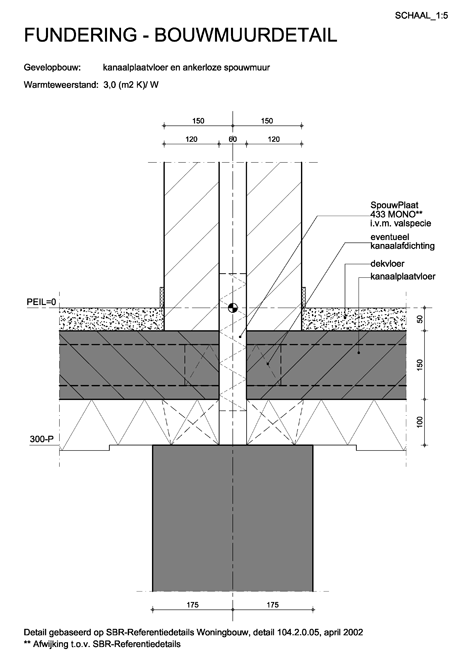 SCHAAL_1:5
FUNDERING - BOUWMUURDETAIL
Gevelopbouw: kanaalplaatvloer en ankerloze spouwmuur
Warmteweerstand: 3,0 (m2 K)/ W
150 150
120 60 120
SpouwPlaat
433 MONO**
i.v.m. valspecie
eventueel
kanaalafdichting
dekvloer
kanaalplaatvloer
PEIL=0
50
150
100
300-P
175 175
Detail gebaseerd op SBR-Referentiedetails Woningbouw, detail 104.2.0.05, april 2002
** Afwijking t.o.v. SBR-Referentiedetails